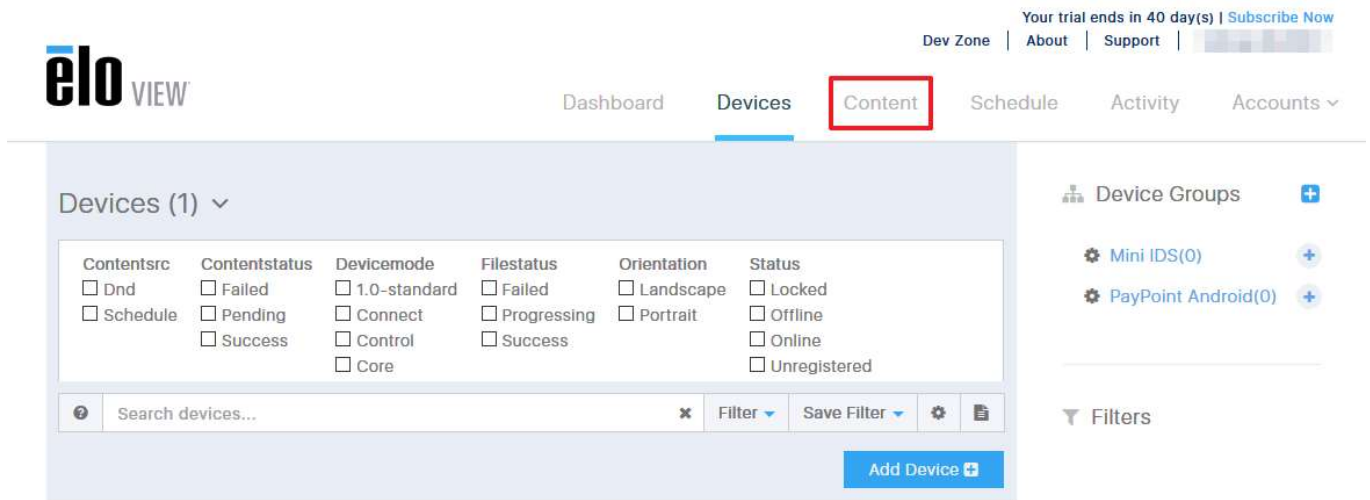 Your trial ends in 40 day(s) | Subscribe Now
Dev Zone | About | Support |
ēlo VIEW
Dashboard Devices Content Schedule Activity Accounts
Devices (1)
Contentsrc Contentstatus Devicemode Filestatus Orientation Status
Dnd Failed 1.0-standard Failed Landscape Locked
Schedule Pending Connect Progressing Portrait Offline
Success Control Success Online
Core Unregistered
Search devices... Filter Save Filter
Add Device
Device Groups
Mini IDS(0)
PayPoint Android(0)
Filters